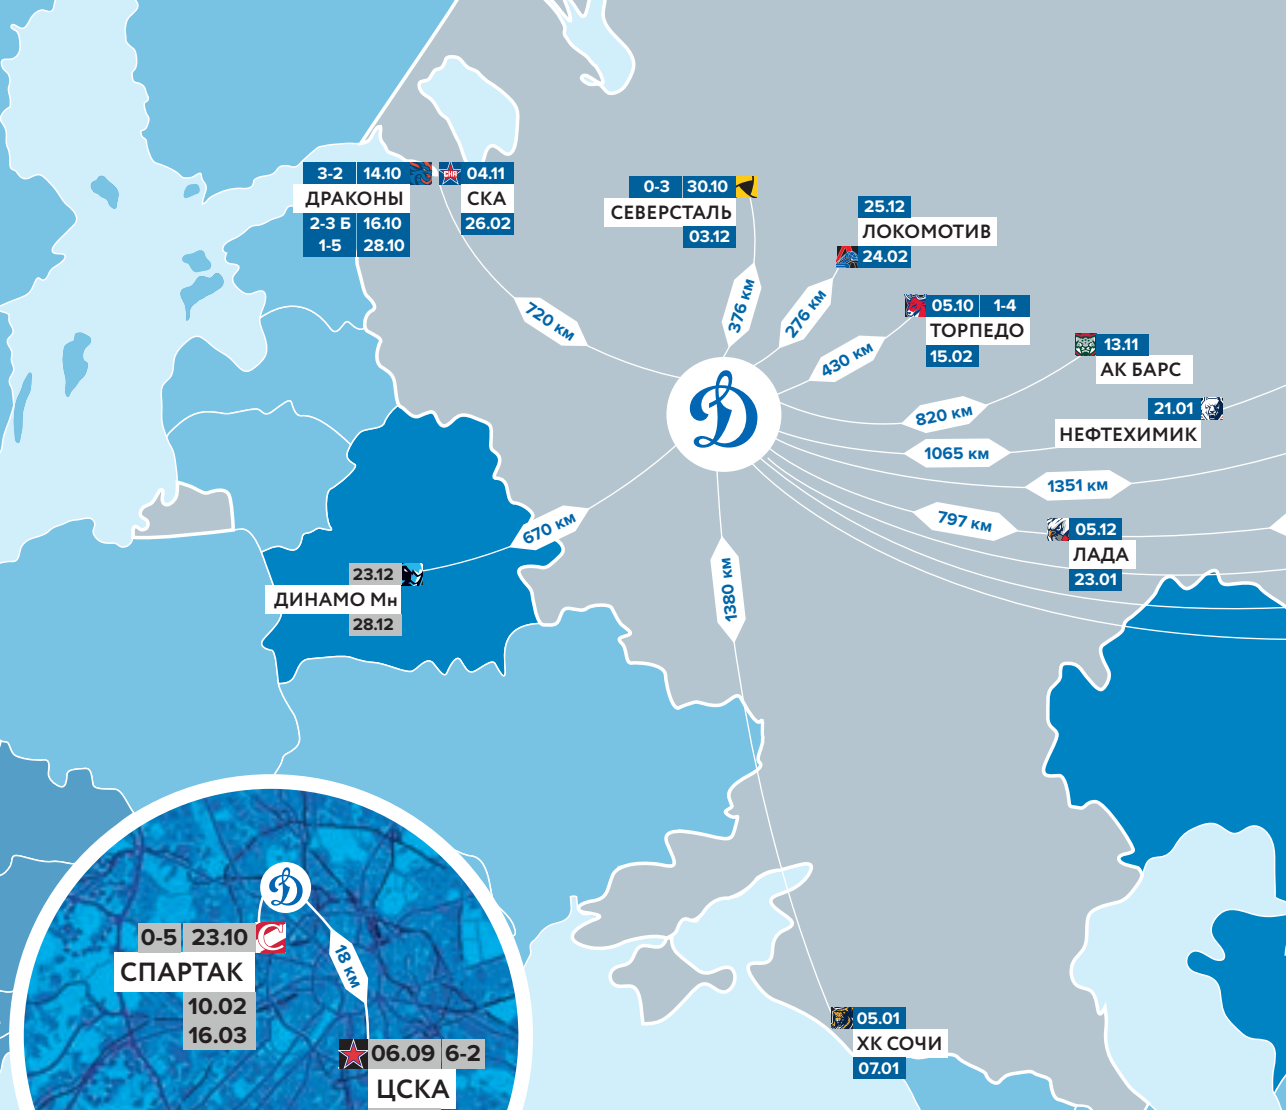 3-2 14.10
ДРАКОНЫ
2-3 Б 16.10
1-5 28.10
04.11
СКА
26.02
0-3 30.10
СЕВЕРСТАЛЬ
03.12
25.12
ЛОКОМОТИВ
24.02
05.10 1-4
ТОРПЕДО
15.02
13.11
АК БАРС
21.01
НЕФТЕХИМИК
720 км
376 км
276 км
430 км
820 км
1065 км
1351 км
797 км
670 км
1380 км
05.12
ЛАДА
23.01
23.12
ДИНАМО Мн
28.12
0-5 23.10
СПАРТАК
10.02
16.03
18 км
06.09 6-2
ЦСКА
05.01
ХК СОЧИ
07.01